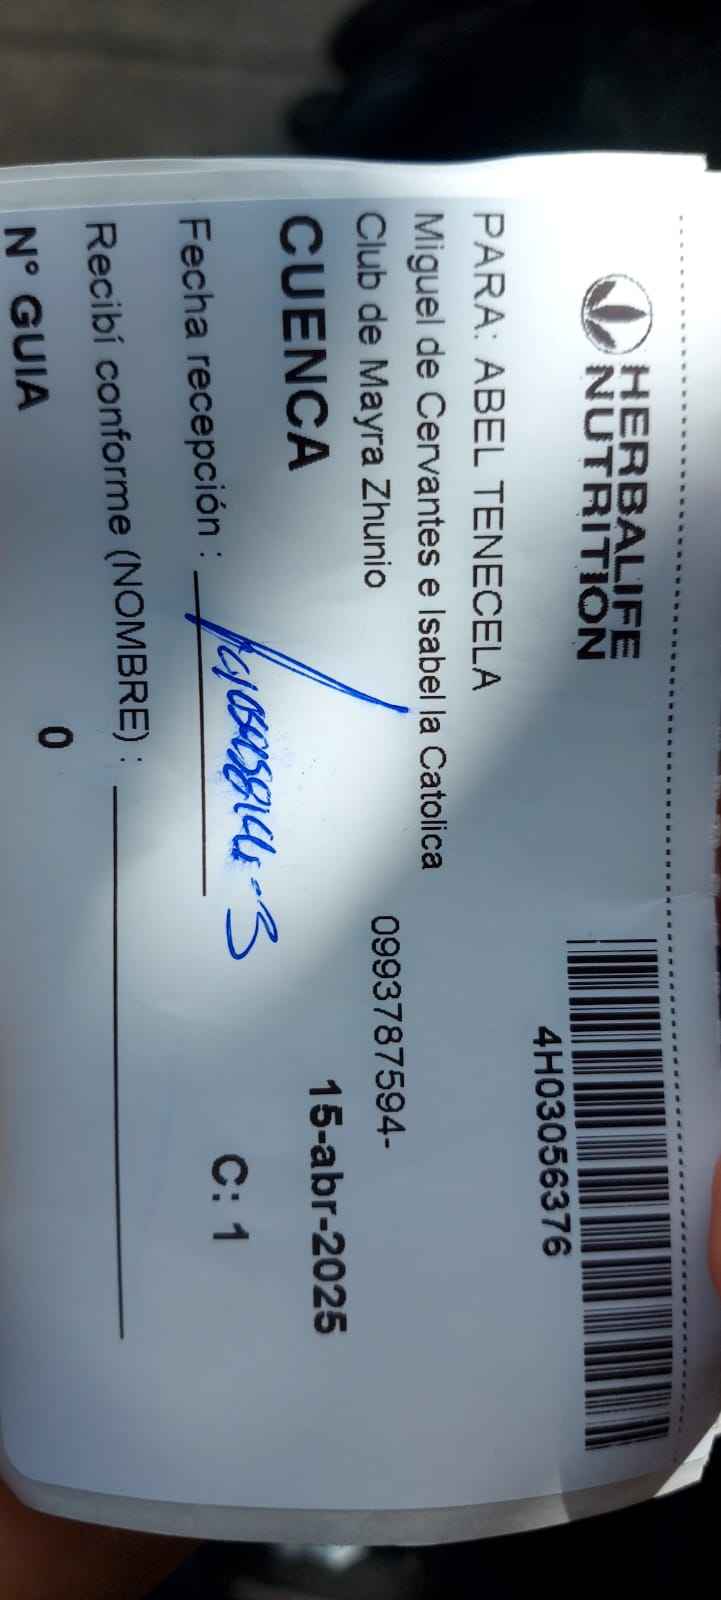 HERBALIFE
NUTRITION
4H03056376
PARA: ABEL TENECELA
Miguel de Cervantes e Isabel la Catolica
Club de Mayra Zhunio
0993787594-
CUENCA
15-abr-2025
Fecha recepción :
C: 1
Recibí conforme (NOMBRE) :
N° GUIA
0